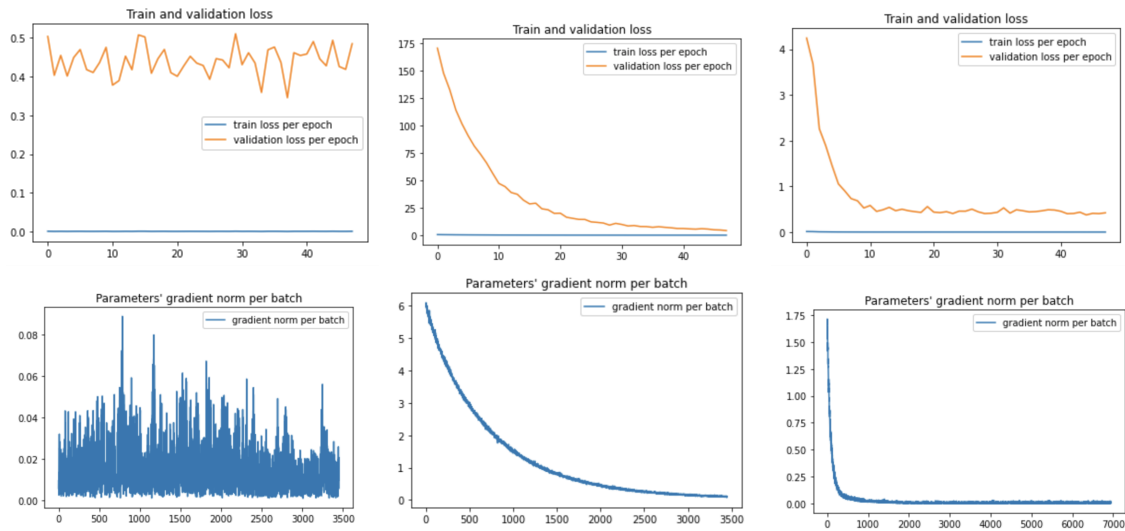 Train and validation loss
0.5
0.4
0.3
0.2
0.1
0.0
train loss per epoch
validation loss per epoch
0 10 20 30 40
Train and validation loss
175
150
125
100
75
50
25
0
train loss per epoch
validation loss per epoch
0 10 20 30 40
Train and validation loss
4
3
2
1
0
train loss per epoch
validation loss per epoch
0 10 20 30 40
Parameters' gradient norm per batch
0.08
0.06
0.04
0.02
0.00
gradient norm per batch
0 500 1000 1500 2000 2500 3000 3500
Parameters' gradient norm per batch
6
5
4
3
2
1
0
gradient norm per batch
0 500 1000 1500 2000 2500 3000 3500
Parameters' gradient norm per batch
1.75
1.50
1.25
1.00
0.75
0.50
0.25
0.00
gradient norm per batch
0 1000 2000 3000 4000 5000 6000 7000